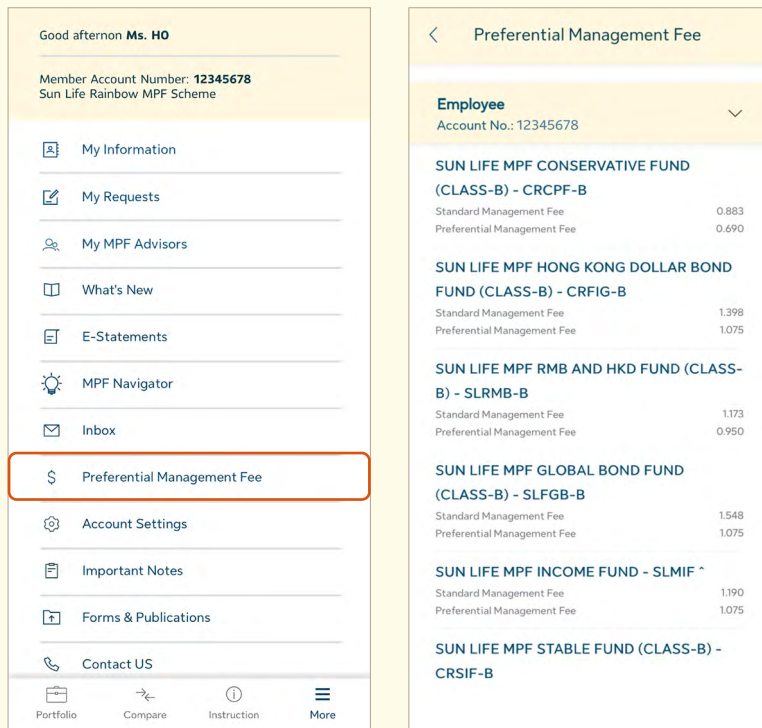 Good afternoon Ms. HO
Member Account Number: 12345678
Sun Life Rainbow MPF Scheme
My Information
My Requests
My MPF Advisors
What's New
E-Statements
MPF Navigator
Inbox
$ Preferential Management Fee
Account Settings
Important Notes
Forms & Publications
Contact US
Portfolio Compare Instruction More
Preferential Management Fee
Employee
Account No.: 12345678
SUN LIFE MPF CONSERVATIVE FUND
(CLASS-B) - CRCPF-B
Standard Management Fee 0.883
Preferential Management Fee 0.690
SUN LIFE MPF HONG KONG DOLLAR BOND
FUND (CLASS-B) - CRFIG-B
Standard Management Fee 1.398
Preferential Management Fee 1.075
SUN LIFE MPF RMB AND HKD FUND (CLASS-
B) - SLRMB-B
Standard Management Fee 1.173
Preferential Management Fee 0.950
SUN LIFE MPF GLOBAL BOND FUND
(CLASS-B) - SLFGB-B
Standard Management Fee 1.548
Preferential Management Fee 1.075
SUN LIFE MPF INCOME FUND - SLMIF ^
Standard Management Fee 1.190
Preferential Management Fee 1.075
SUN LIFE MPF STABLE FUND (CLASS-B) -
CRSIF-B